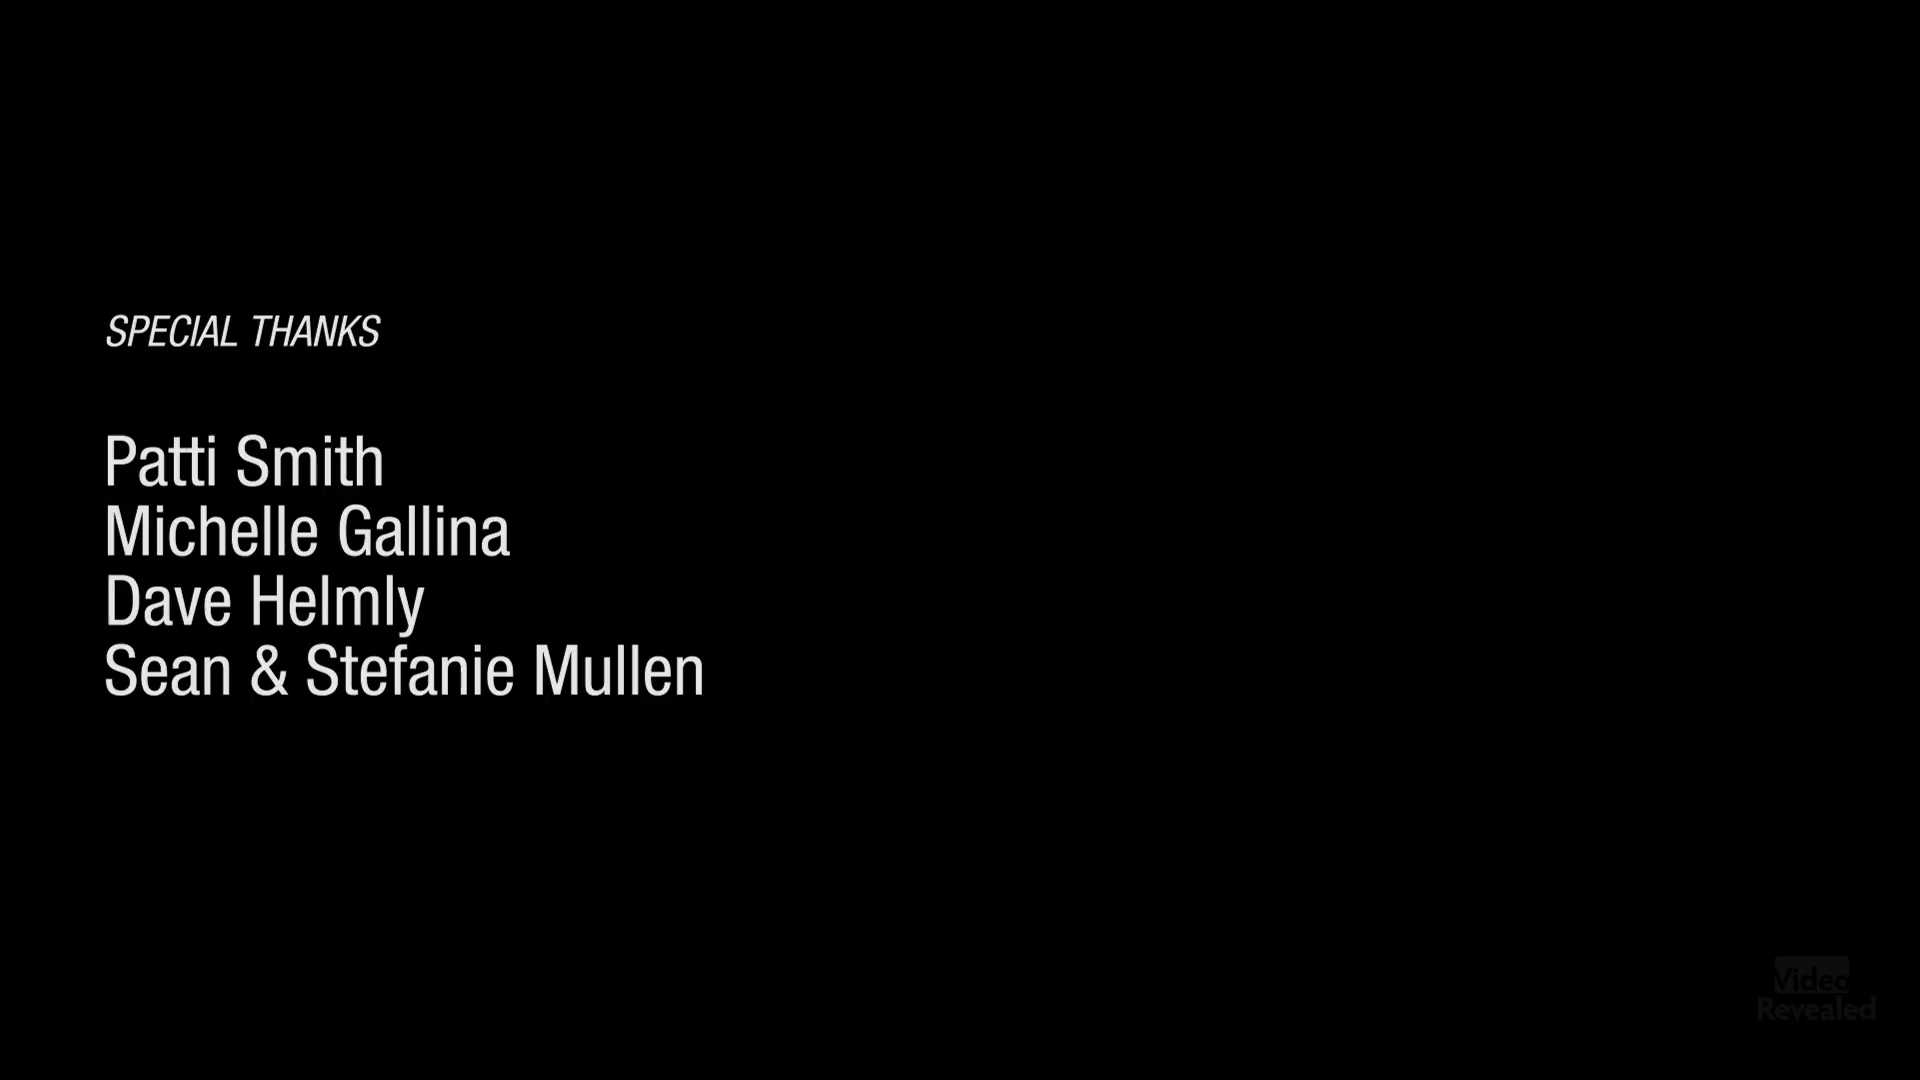 SPECIAL THANKS
Patti Smith
Michelle Gallina
Dave Helmly
Sean & Stefanie Mullen
Video
Revealed